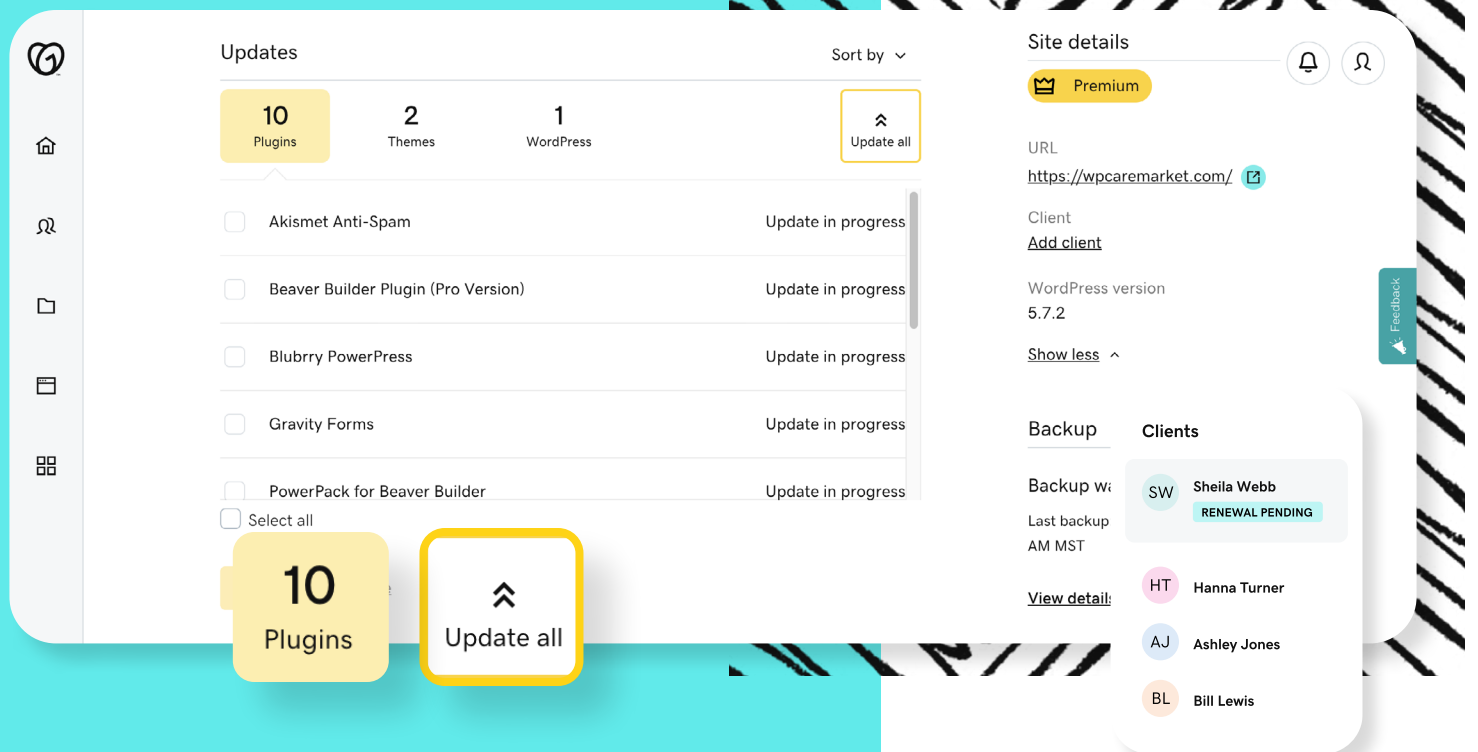 Updates
Sort by
10
Plugins
2
Themes
1
WordPress
Update all
Akismet Anti-Spam
Update in progress
Beaver Builder Plugin (Pro Version)
Update in progress
Blubrry PowerPress
Update in progress
Gravity Forms
Update in progress
PowerPack for Beaver Builder
Update in progress
Select all
10
Plugins
Update all
Site details
Premium
URL
https://wpcaremarket.com/
Client
Add client
WordPress version
5.7.2
Show less
Feedback
Backup
Backup
Last backup
AM MST
View details
Clients
SW
Sheila Webb
RENEWAL PENDING
HT
Hanna Turner
AJ
Ashley Jones
BL
Bill Lewis